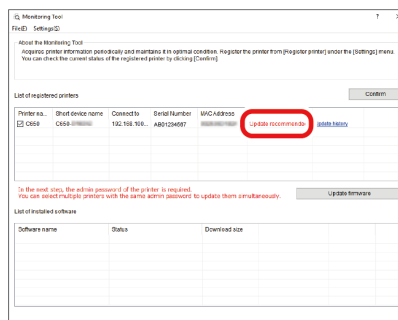 Monitoring Tool ? X
File(F) Settings(S)
About the Monitoring Tool
Acquires printer information periodically and maintains it in optimal condition. Register the printer from [Register printer] under the [Settings] menu.
You can check the current status of the registered printer by clicking [Confirm].
List of registered printers Confirm
Printer na... Short device name Connect to Serial Number MAC Address
C650 C650- 192.168.100... AB01234567 Update recommended update history
In the next step, the admin password of the printer is required.
You can select multiple printers with the same admin password to update them simultaneously. Update firmware
List of installed software
Software name Status Download size